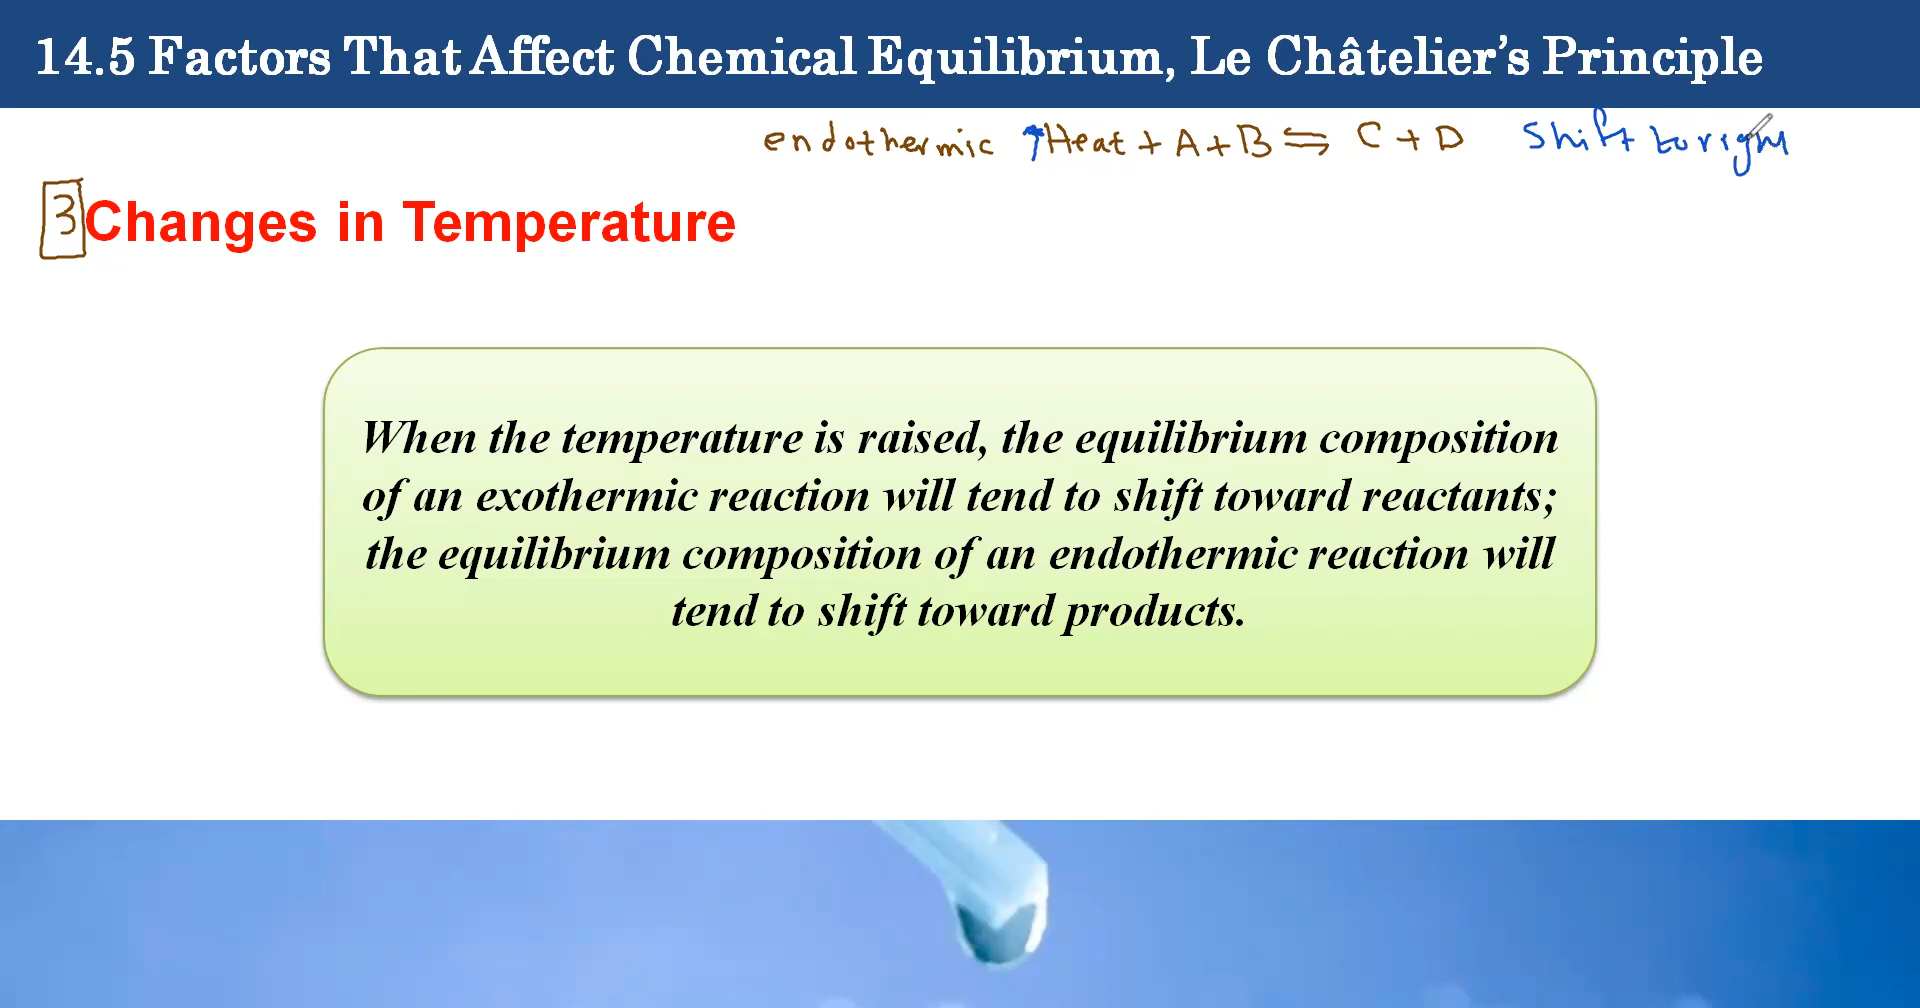 14.5 Factors That Affect Chemical Equilibrium, Le Châtelier's Principle
endothermic ↑Heat + A + B ⇌ C + D Shift to right
3 Changes in Temperature
When the temperature is raised, the equilibrium composition
of an exothermic reaction will tend to shift toward reactants;
the equilibrium composition of an endothermic reaction will
tend to shift toward products.